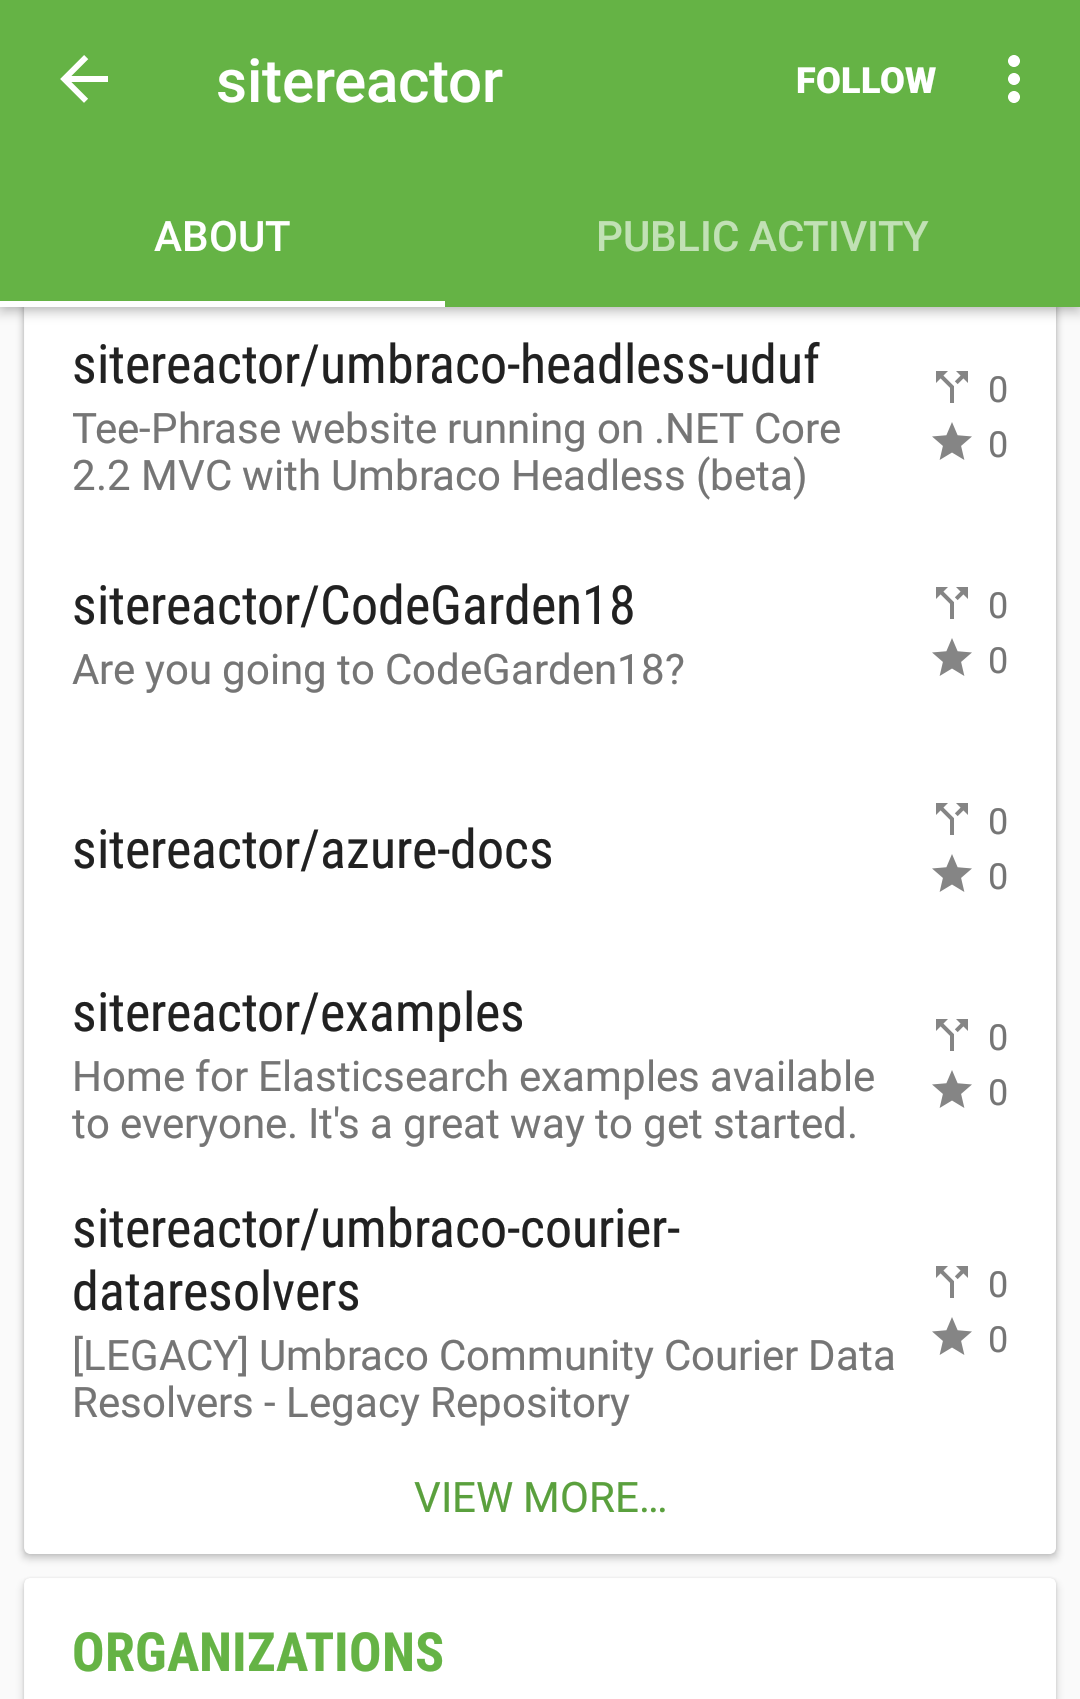 sitereactor
FOLLOW
ABOUT
PUBLIC ACTIVITY
sitereactor/umbraco-headless-uduf
Tee-Phrase website running on .NET Core
2.2 MVC with Umbraco Headless (beta)
0
0
sitereactor/CodeGarden18
Are you going to CodeGarden18?
0
0
sitereactor/azure-docs
0
0
sitereactor/examples
Home for Elasticsearch examples available
to everyone. It's a great way to get started.
0
0
sitereactor/umbraco-courier-
dataresolvers
[LEGACY] Umbraco Community Courier Data
Resolvers - Legacy Repository
0
0
VIEW MORE...
ORGANIZATIONS